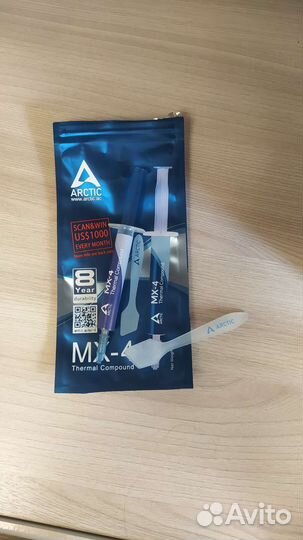 ARCTIC
www.arctic.ac
SCAN&WIN
US$1000
EVERY MONTH
8
Year
durability
MX-4
Thermal Compound
MX-4
Thermal Compound
ARCTIC
ARCTIC
MX-4
Thermal Compound
Avito